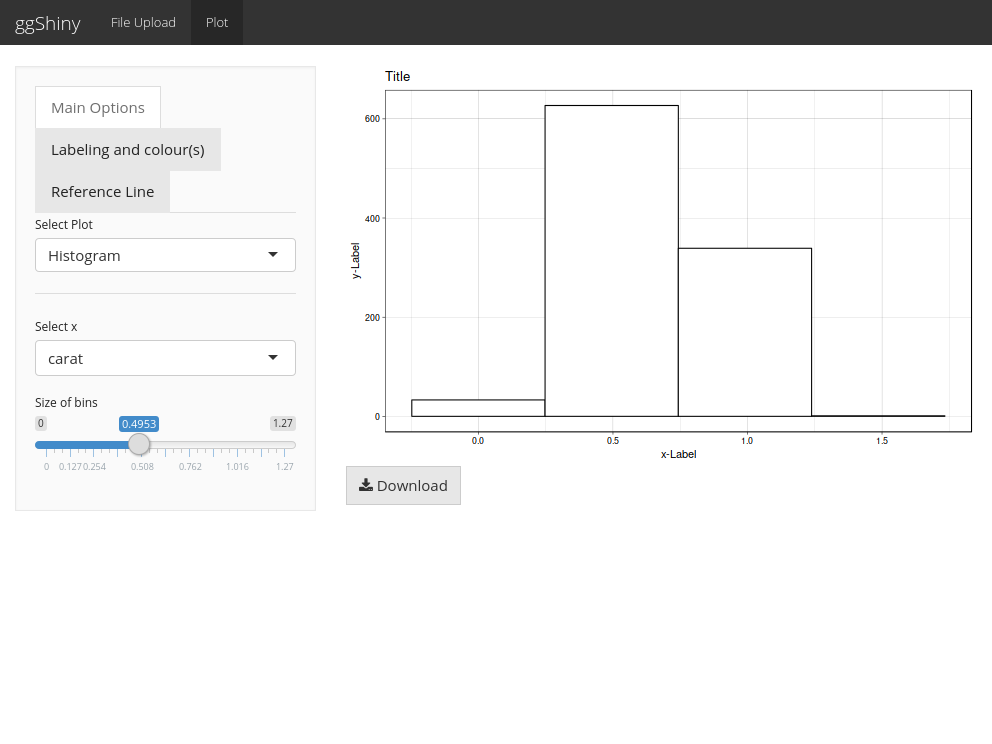 ggShiny File Upload Plot
Main Options
Labeling and colour(s)
Reference Line
Select Plot
Histogram
Select x
carat
Size of bins
0 0.4953 1.27
0 0.127 0.254 0.508 0.762 1.016 1.27
Title
600
400
200
0
y-Label
0.0 0.5 1.0 1.5
x-Label
Download